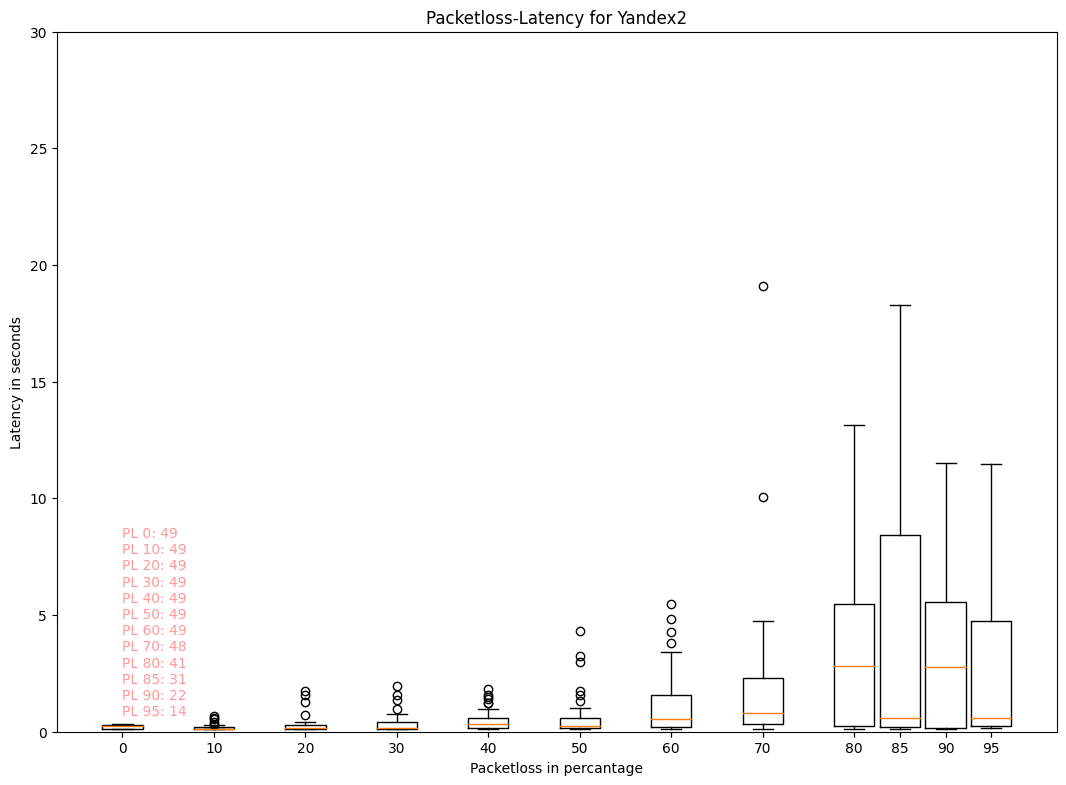 Packetloss-Latency for Yandex2
30
25
20
15
10
5
0
Latency in seconds
PL 0: 49
PL 10: 49
PL 20: 49
PL 30: 49
PL 40: 49
PL 50: 49
PL 60: 49
PL 70: 48
PL 80: 41
PL 85: 31
PL 90: 22
PL 95: 14
0 10 20 30 40 50 60 70 80 85 90 95
Packetloss in percantage